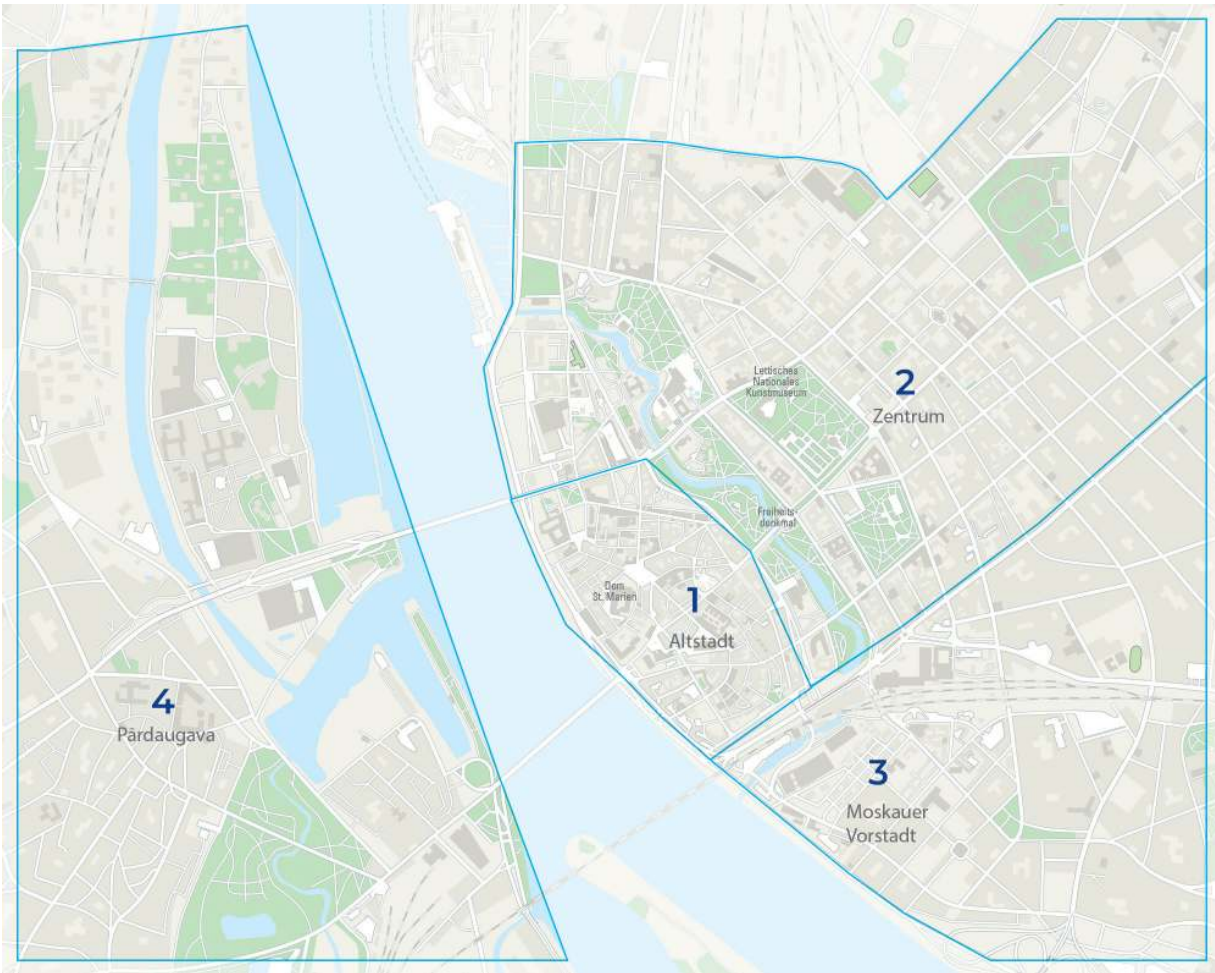 Lettisches
Nationales
Kunstmuseum
2
Zentrum
Freiheits-
denkmal
Dom
St. Marien
1
Altstadt
4
Pārdaugava
3
Moskauer
Vorstadt